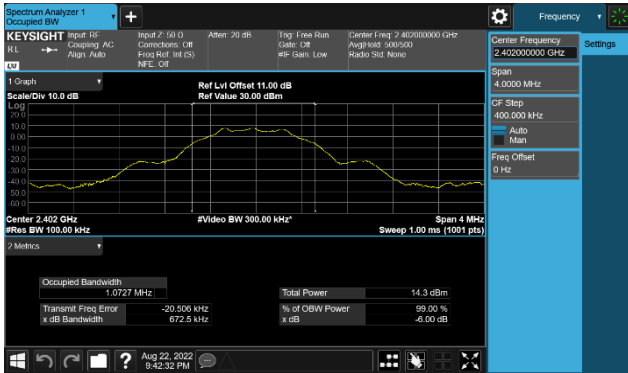 Spectrum Analyzer 1
Occupied BW
Frequency
KEYSIGHT Input: RF
R L
Coupling: AC
Align: Auto
LXI
Input Z: 50 Ω
Corrections: Off
Freq Ref: Int (S)
NFE: Off
Atten: 20 dB
Trig: Free Run
Gate: Off
#IF Gain: Low
Center Freq: 2.402000000 GHz
Avg|Hold: 500/500
Radio Std: None
Center Frequency
2.402000000 GHz
Settings
Span
4.0000 MHz
CF Step
400.000 kHz
Auto
Man
Freq Offset
0 Hz
1 Graph
Scale/Div 10.0 dB
Ref Lvl Offset 11.00 dB
Ref Value 30.00 dBm
Log
20.0
10.0
0.00
-10.0
-20.0
-30.0
-40.0
-50.0
-60.0
Center 2.402 GHz
#Video BW 300.00 kHz*
Span 4 MHz
#Res BW 100.00 kHz
Sweep 1.00 ms (1001 pts)
2 Metrics
Occupied Bandwidth
1.0727 MHz
Total Power
14.3 dBm
Transmit Freq Error
-20.506 kHz
% of OBW Power
99.00 %
x dB Bandwidth
672.5 kHz
x dB
-6.00 dB
Aug 22, 2022
9:42:32 PM